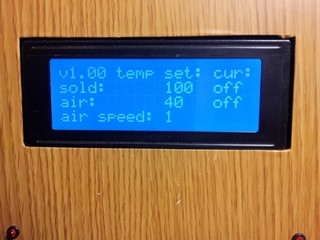 v1.00 temp set: cur:
sold: 100 off
air: 40 off
air speed: 1